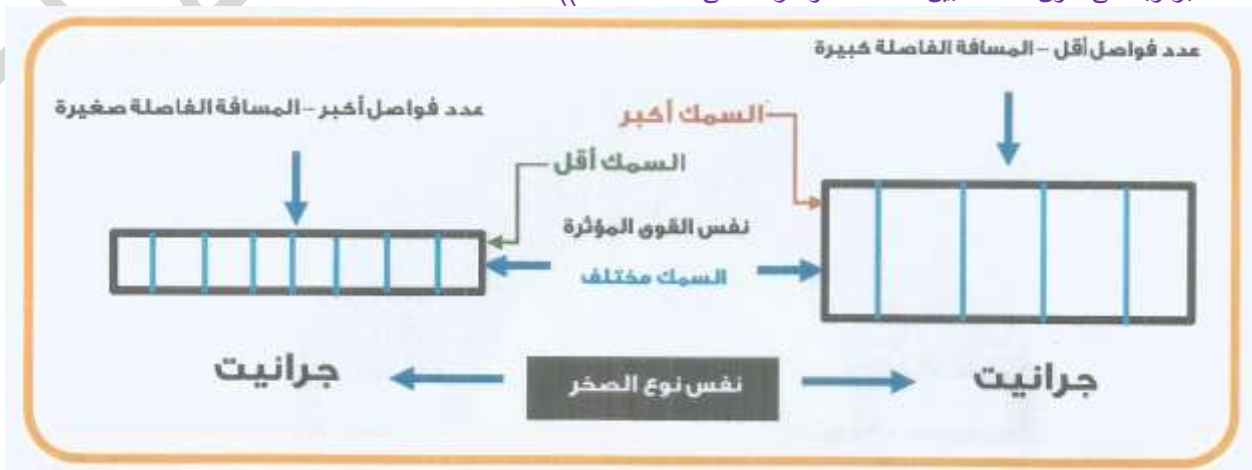 عدد فواصل أقل – المسافة الفاصلة كبيرة
عدد فواصل أكبر – المسافة الفاصلة صغيرة
السمك أكبر
السمك أقل
نفس القوى المؤثرة
السمك مختلف
جرانيت
نفس نوع الصخر
جرانيت